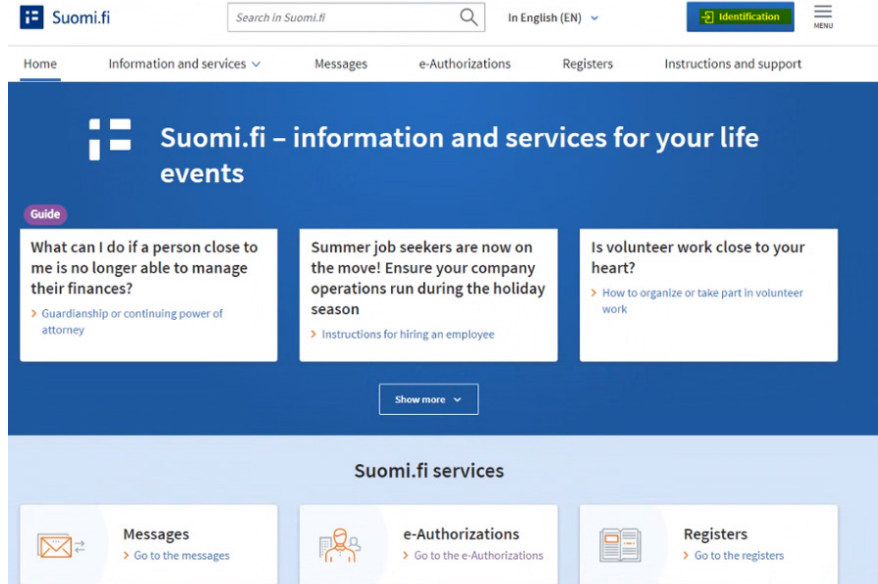 Suomi.fi
Search in Suomi.fi
In English (EN)
Identification
MENU
Home
Information and services
Messages
e-Authorizations
Registers
Instructions and support
Suomi.fi – information and services for your life
events
Guide
What can I do if a person close to
me is no longer able to manage
their finances?
Guardianship or continuing power of
attorney
Summer job seekers are now on
the move! Ensure your company
operations run during the holiday
season
Instructions for hiring an employee
Is volunteer work close to your
heart?
How to organize or take part in volunteer
work
Show more
Suomi.fi services
Messages
Go to the messages
e-Authorizations
Go to the e-Authorizations
Registers
Go to the registers